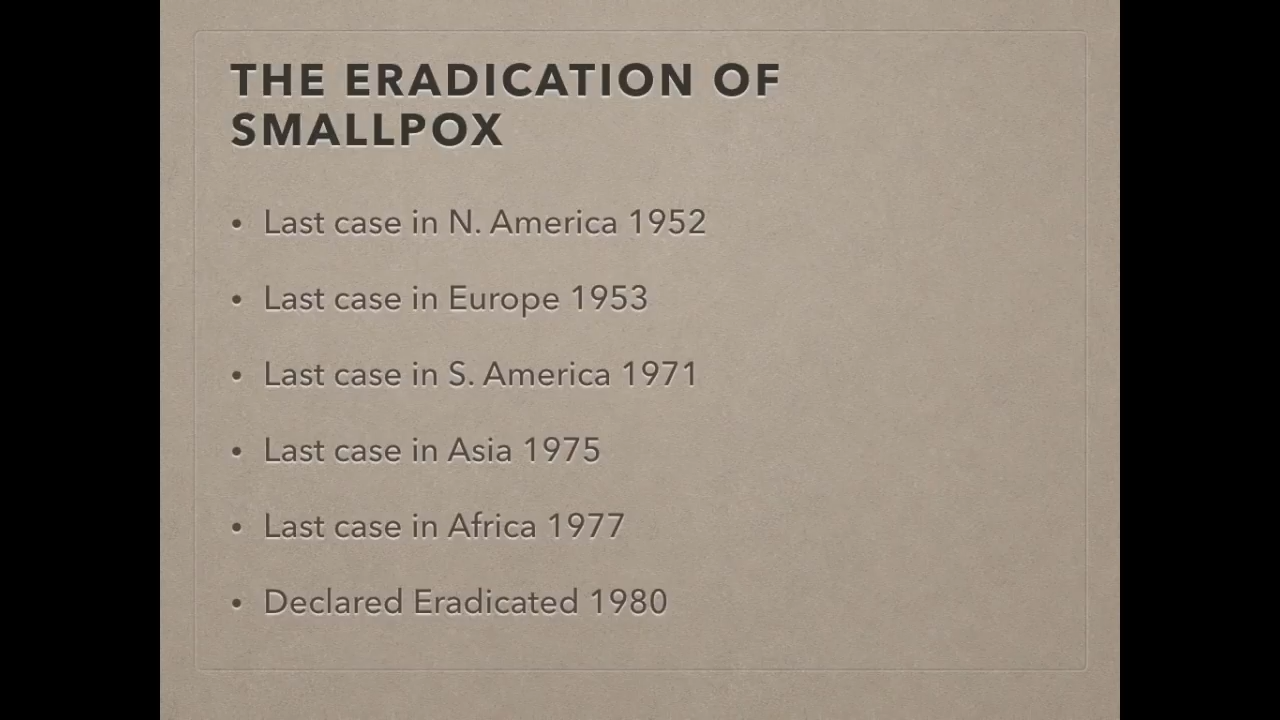 THE ERADICATION OF
SMALLPOX
• Last case in N. America 1952
• Last case in Europe 1953
• Last case in S. America 1971
• Last case in Asia 1975
• Last case in Africa 1977
• Declared Eradicated 1980